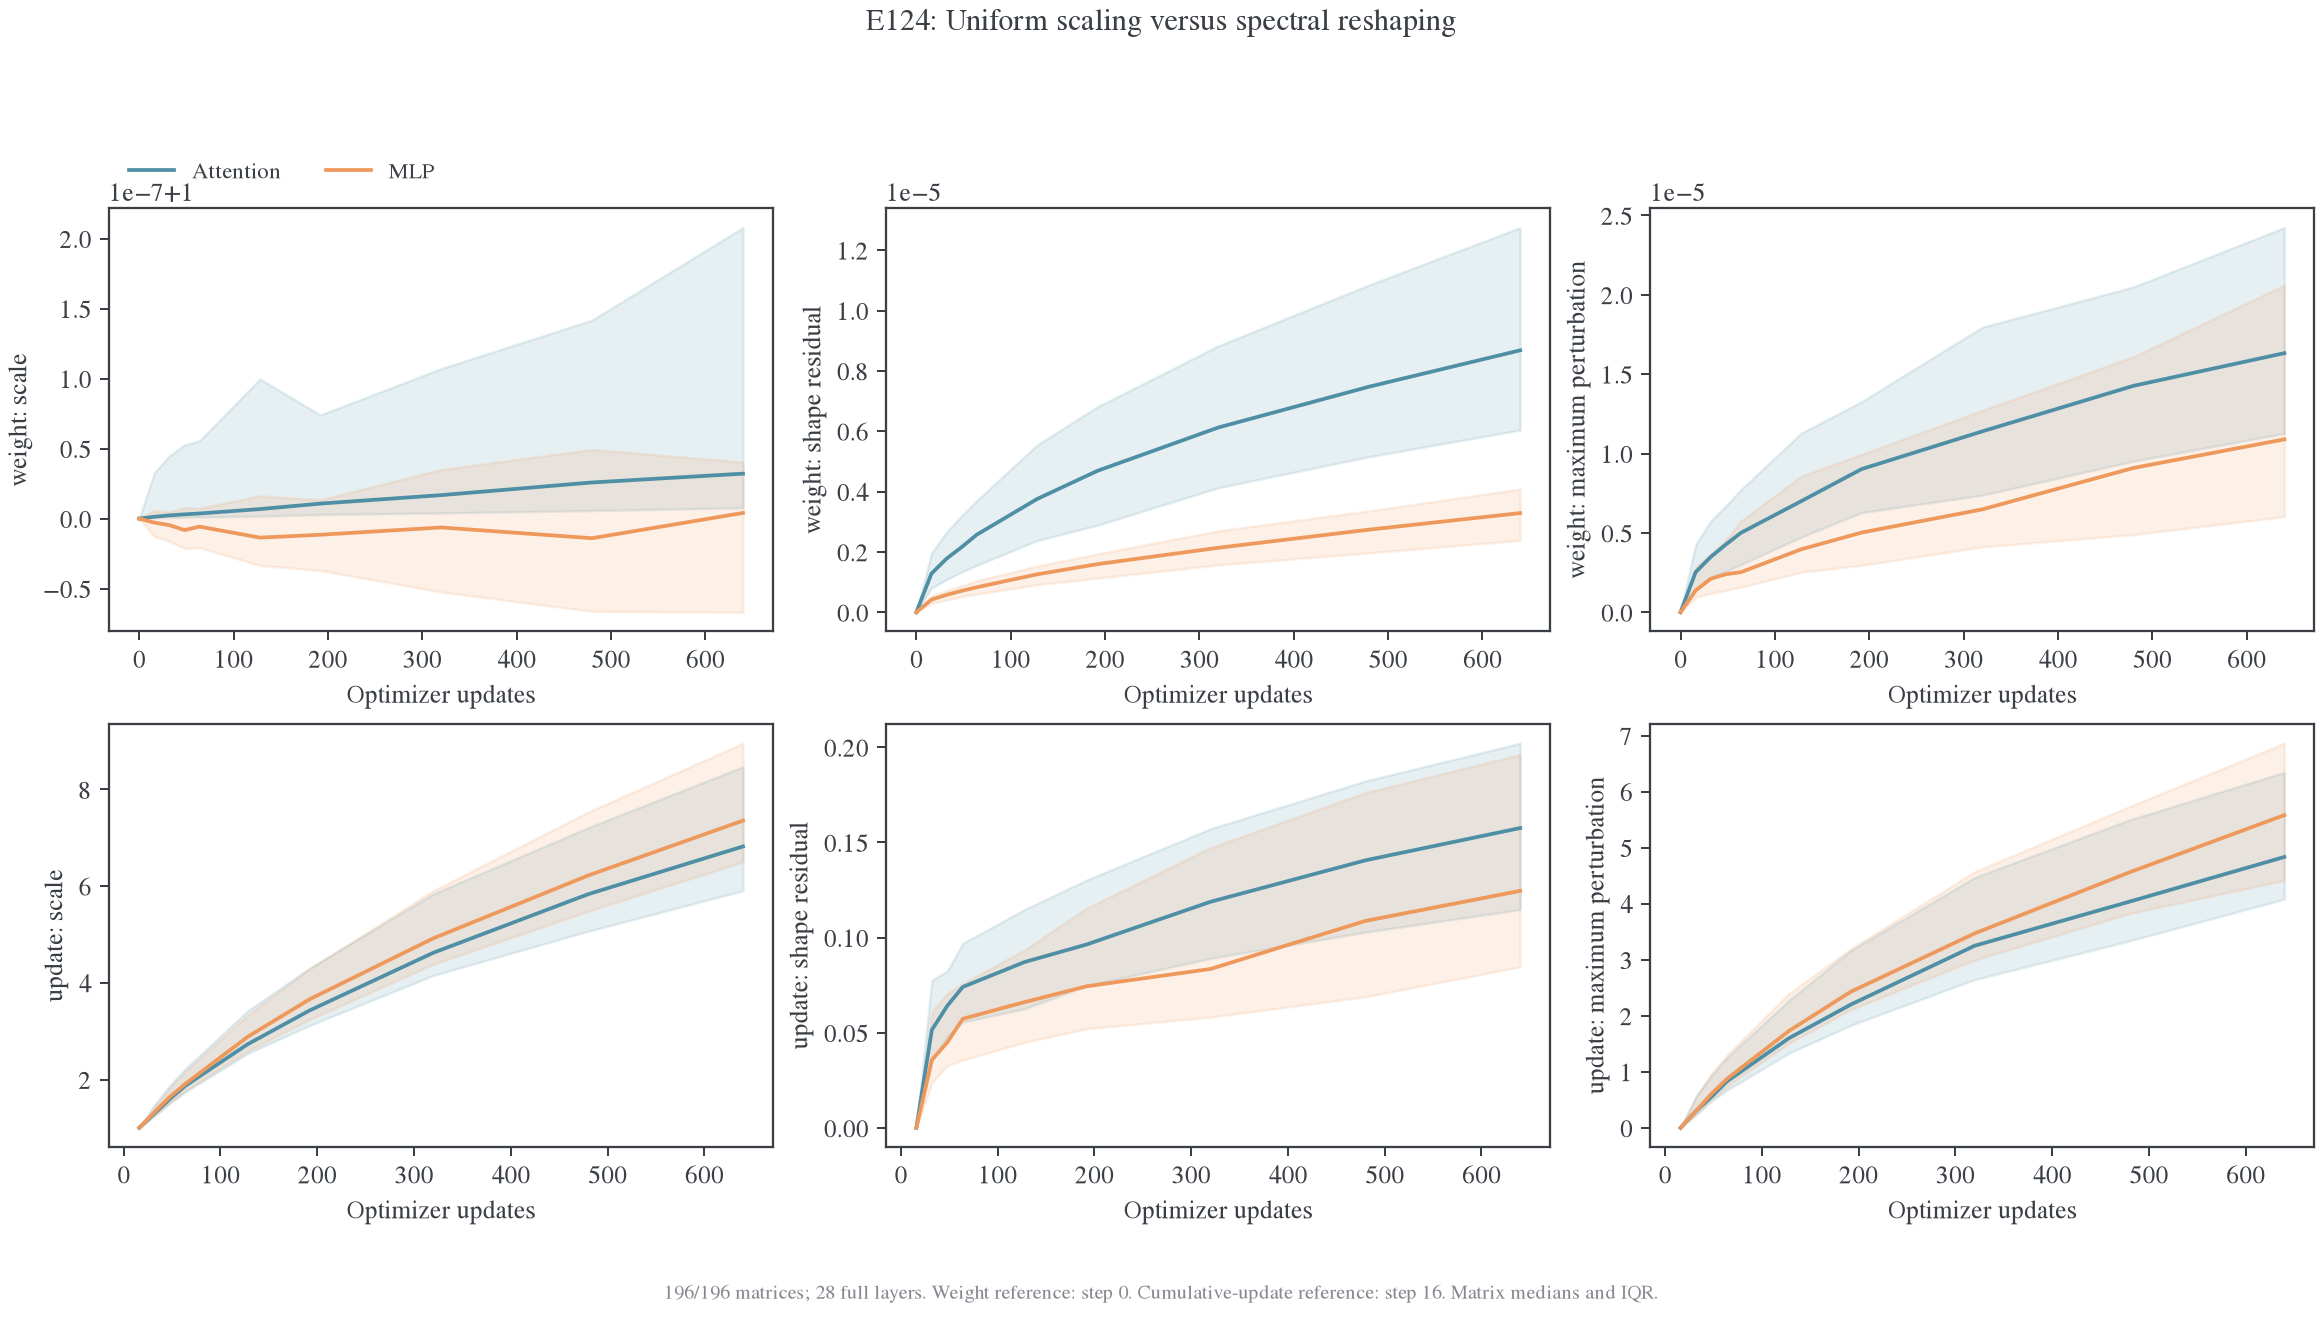 E124: Uniform scaling versus spectral reshaping
Attention
MLP
1e−7+1
weight: scale
2.0
1.5
1.0
0.5
0.0
−0.5
0 100 200 300 400 500 600
Optimizer updates
1e−5
weight: shape residual
1.2
1.0
0.8
0.6
0.4
0.2
0.0
0 100 200 300 400 500 600
Optimizer updates
1e−5
weight: maximum perturbation
2.5
2.0
1.5
1.0
0.5
0.0
0 100 200 300 400 500 600
Optimizer updates
update: scale
8
6
4
2
0 100 200 300 400 500 600
Optimizer updates
update: shape residual
0.20
0.15
0.10
0.05
0.00
0 100 200 300 400 500 600
Optimizer updates
update: maximum perturbation
7
6
5
4
3
2
1
0
0 100 200 300 400 500 600
Optimizer updates
196/196 matrices; 28 full layers. Weight reference: step 0. Cumulative-update reference: step 16. Matrix medians and IQR.